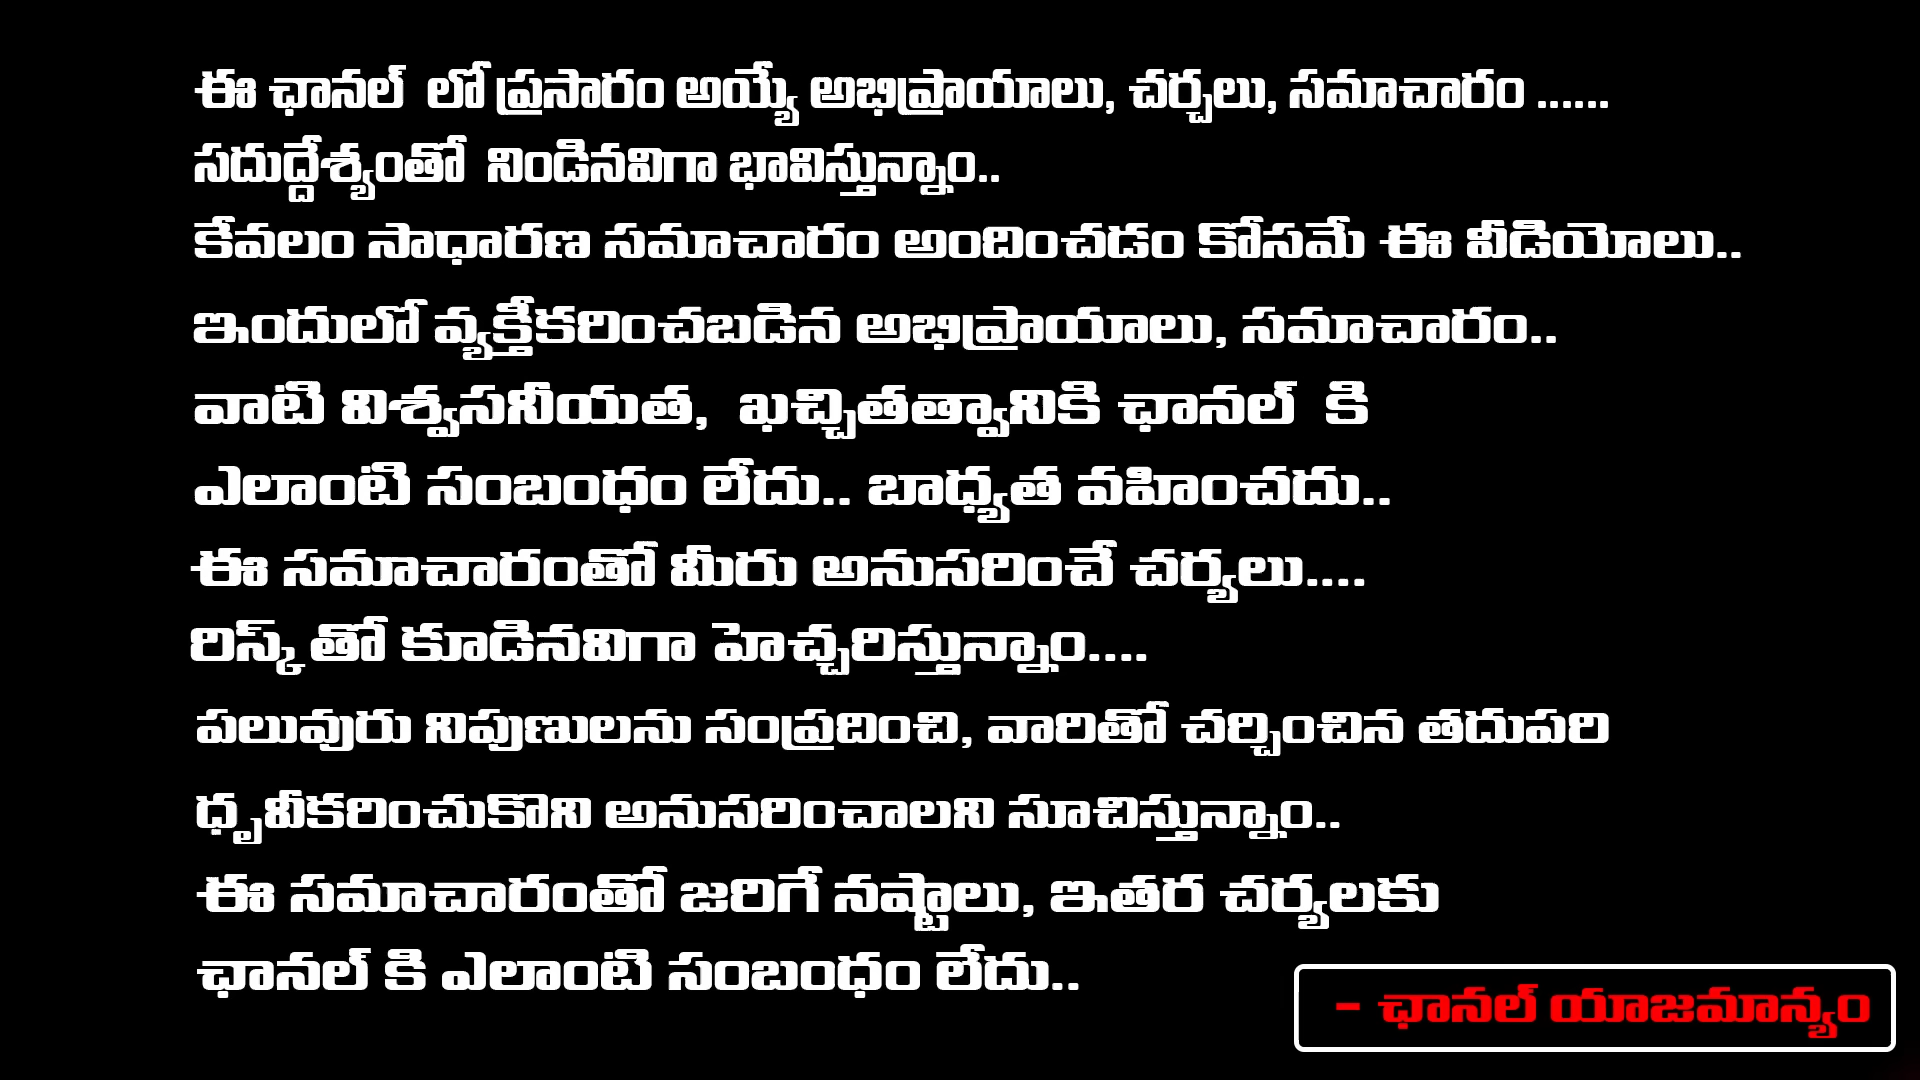 ఈ ఛానల్ లో ప్రసారం అయ్యే అభిప్రాయాలు, చర్చలు, సమాచారం ......
సదుద్దేశ్యంతో నిండినవిగా భావిస్తున్నాం..
కేవలం సాధారణ సమాచారం అందించడం కోసమే ఈ వీడియోలు..
ఇందులో వ్యక్తీకరించబడిన అభిప్రాయాలు, సమాచారం..
వాటి విశ్వసనీయత, ఖచ్చితత్వానికి ఛానల్ కి
ఎలాంటి సంబంధం లేదు.. బాధ్యత వహించదు..
ఈ సమాచారంతో మీరు అనుసరించే చర్యలు....
రిస్క్ తో కూడినవిగా హెచ్చరిస్తున్నాం....
పలువురు నిపుణులను సంప్రదించి, వారితో చర్చించిన తదుపరి
ధృవీకరించుకొని అనుసరించాలని సూచిస్తున్నాం..
ఈ సమాచారంతో జరిగే నష్టాలు, ఇతర చర్యలకు
ఛానల్ కి ఎలాంటి సంబంధం లేదు..
- ఛానల్ యాజమాన్యం